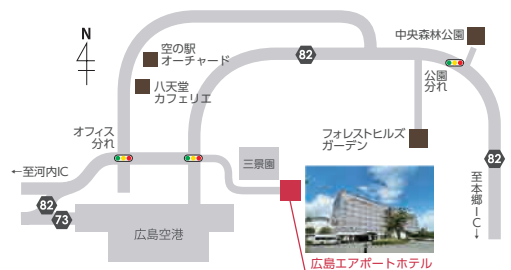 N
空の駅
オーチャード
八天堂
カフェリエ
82
中央森林公園
公園
分れ
オフィス
分れ
フォレストヒルズ
ガーデン
三景園
82
←至河内IC
至本郷IC→
82
73
広島空港
広島エアポートホテル